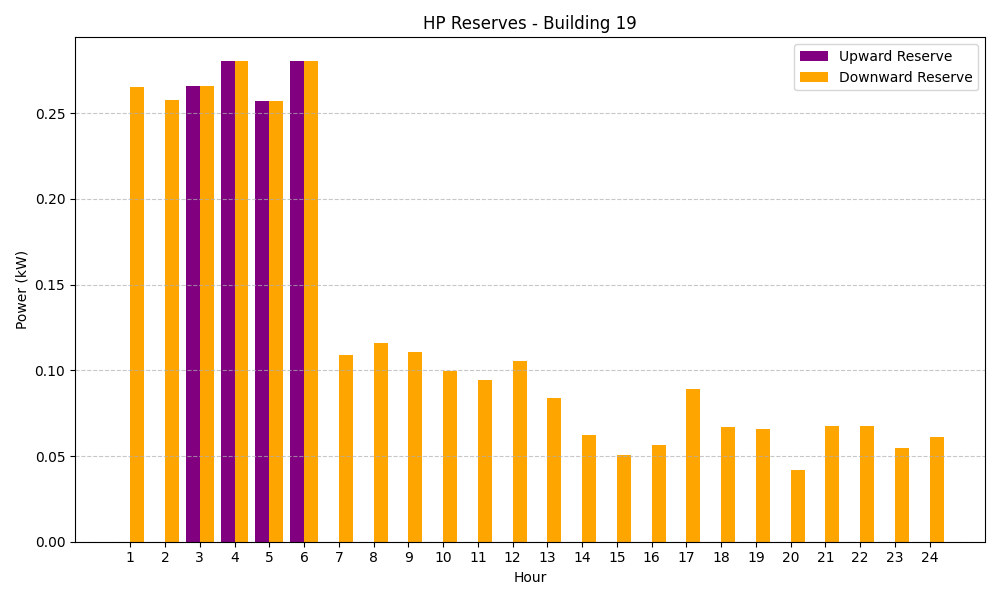 HP Reserves - Building 19
Upward Reserve
Downward Reserve
Power (kW)
0.25
0.20
0.15
0.10
0.05
0.00
1 2 3 4 5 6 7 8 9 10 11 12 13 14 15 16 17 18 19 20 21 22 23 24
Hour